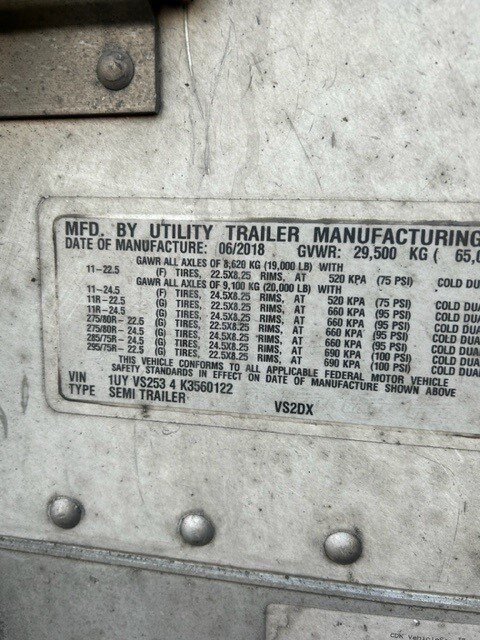 MFD. BY UTILITY TRAILER MANUFACTURING
DATE OF MANUFACTURE: 06/2018 GVWR: 29,500 KG ( 65,0
GAWR ALL AXLES OF 8,620 KG (19,000 LB) WITH
11-22.5 (F) TIRES, 22.5X8.25 RIMS, AT 520 KPA (75 PSI) COLD DUA
GAWR ALL AXLES OF 9,100 KG (20,000 LB) WITH
11-24.5 (F) TIRES, 24.5X8.25 RIMS, AT 520 KPA (75 PSI) COLD DUA
11R-22.5 (G) TIRES, 22.5X8.25 RIMS, AT 660 KPA (95 PSI) COLD DUA
11R-24.5 (G) TIRES, 24.5X8.25 RIMS, AT 660 KPA (95 PSI) COLD DUA
275/80R-22.5 (G) TIRES, 22.5X8.25 RIMS, AT 660 KPA (95 PSI) COLD DUA
275/80R-24.5 (G) TIRES, 24.5X8.25 RIMS, AT 660 KPA (95 PSI) COLD DUA
285/75R-24.5 (G) TIRES, 24.5X8.25 RIMS, AT 690 KPA (100 PSI) COLD DUA
295/75R-22.5 (G) TIRES, 22.5X8.25 RIMS, AT 690 KPA (100 PSI) COLD DUA
THIS VEHICLE CONFORMS TO ALL APPLICABLE FEDERAL MOTOR VEHICLE
SAFETY STANDARDS IN EFFECT ON DATE OF MANUFACTURE SHOWN ABOVE
VIN 1UY VS253 4 K3560122
TYPE SEMI TRAILER VS2DX